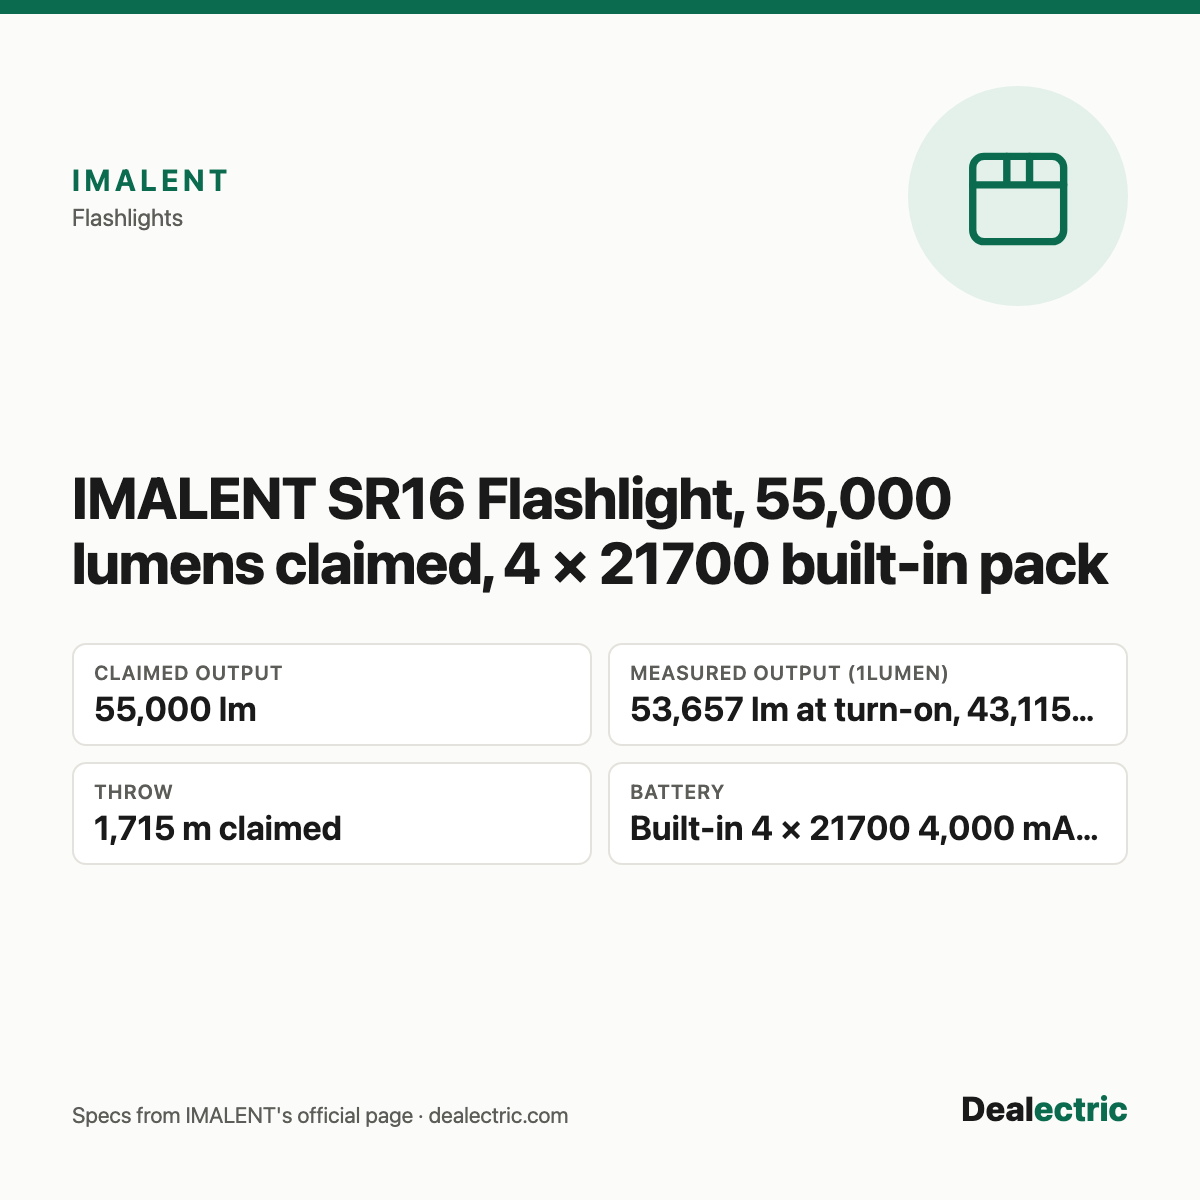 IMALENT
Flashlights
IMALENT SR16 Flashlight, 55,000
lumens claimed, 4 × 21700 built-in pack
CLAIMED OUTPUT
55,000 lm
MEASURED OUTPUT (1LUMEN)
53,657 lm at turn-on, 43,115…
THROW
1,715 m claimed
BATTERY
Built-in 4 × 21700 4,000 mA…
Specs from IMALENT's official page · dealectric.com
Dealectric